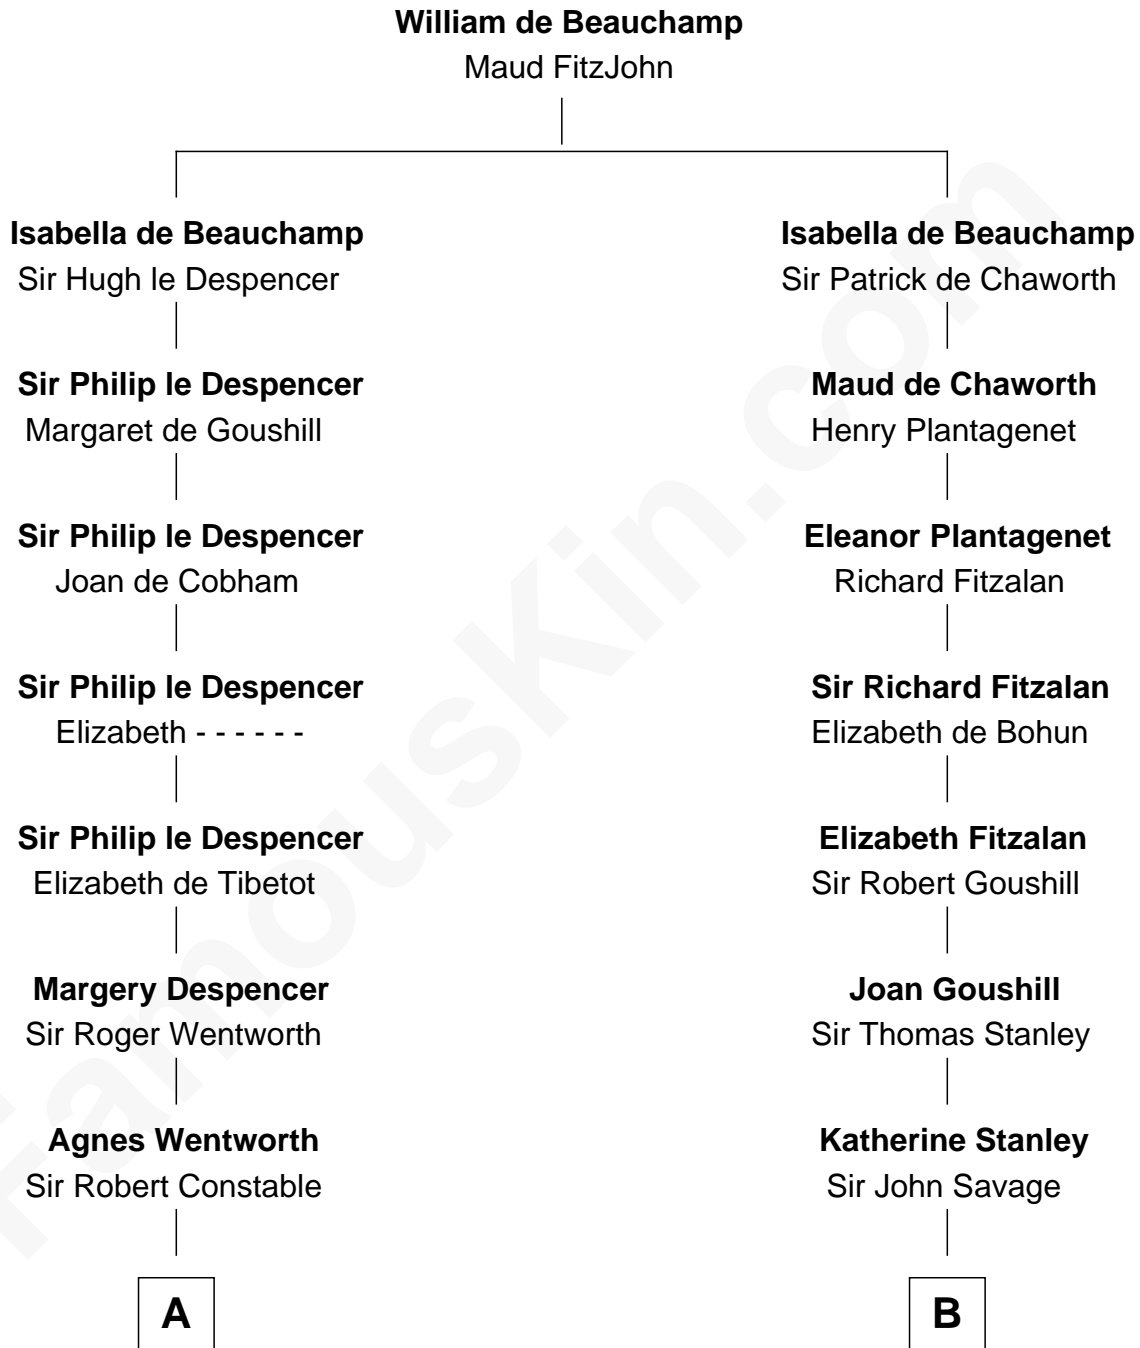 William de Beauchamp
Maud FitzJohn
Isabella de Beauchamp
Sir Hugh le Despencer
Sir Philip le Despencer
Margaret de Goushill
Sir Philip le Despencer
Joan de Cobham
Sir Philip le Despencer
Elizabeth - - - - - -
Sir Philip le Despencer
Elizabeth de Tibetot
Margery Despencer
Sir Roger Wentworth
Agnes Wentworth
Sir Robert Constable
A
Isabella de Beauchamp
Sir Patrick de Chaworth
Maud de Chaworth
Henry Plantagenet
Eleanor Plantagenet
Richard Fitzalan
Sir Richard Fitzalan
Elizabeth de Bohun
Elizabeth Fitzalan
Sir Robert Goushill
Joan Goushill
Sir Thomas Stanley
Katherine Stanley
Sir John Savage
B
FamousKin.com